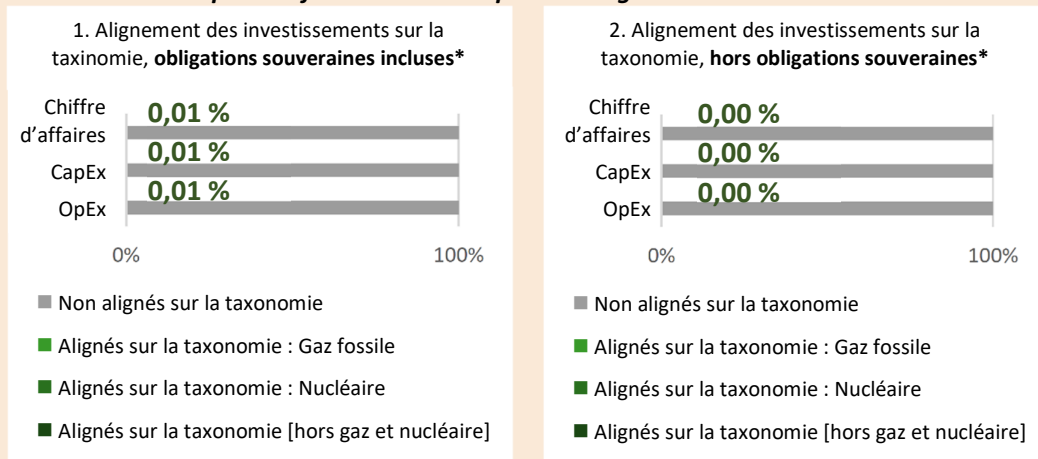 1. Alignement des investissements sur la
taxinomie, obligations souveraines incluses*
Chiffre
d'affaires
0,01 %
CapEx
0,01 %
OpEx
0,01 %
0%
100%
Non alignés sur la taxonomie
Alignés sur la taxonomie : Gaz fossile
Alignés sur la taxonomie : Nucléaire
Alignés sur la taxonomie [hors gaz et nucléaire]
2. Alignement des investissements sur la
taxonomie, hors obligations souveraines*
Chiffre
d'affaires
0,00 %
CapEx
0,00 %
OpEx
0,00 %
0%
100%
Non alignés sur la taxonomie
Alignés sur la taxonomie : Gaz fossile
Alignés sur la taxonomie : Nucléaire
Alignés sur la taxonomie [hors gaz et nucléaire]